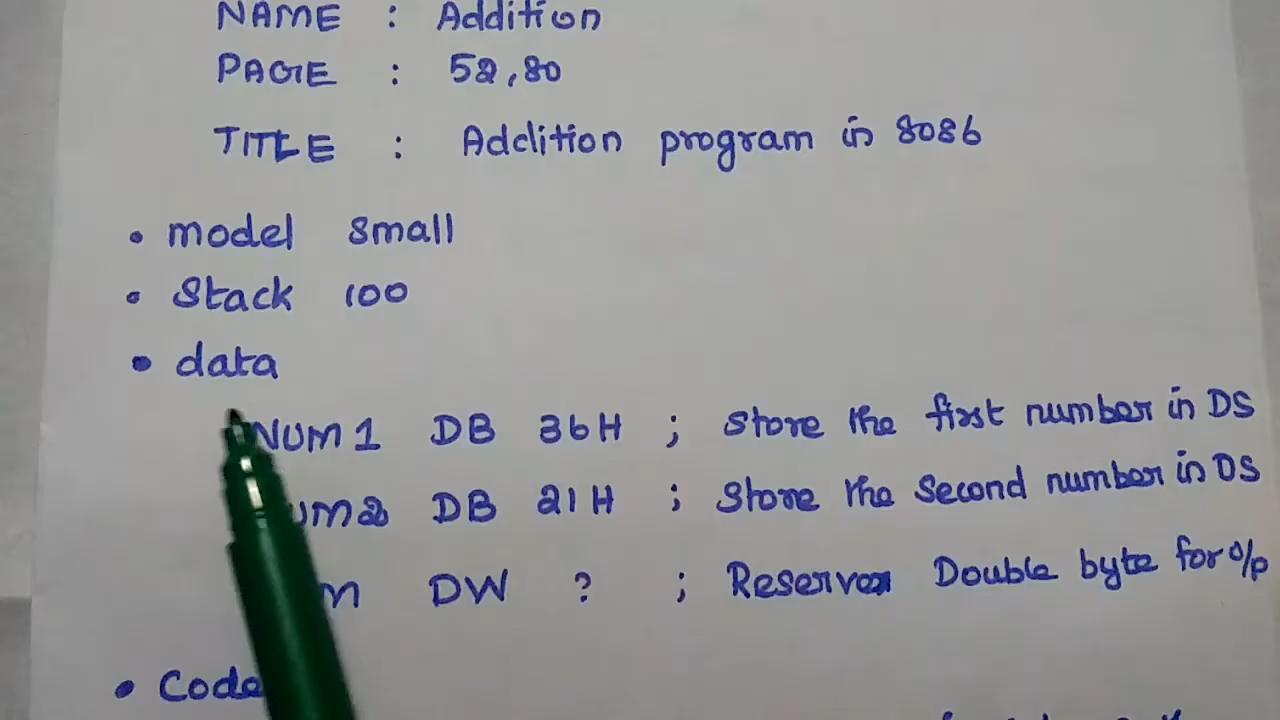 NAME : Addition
PAGE : 52,80
TITLE : Addition program in 8086
• model small
• Stack 100
• data
NUM1 DB 36H ; Store the first number in DS
UM2 DB 21H ; Store the Second number in DS
M DW ? ; Reserves Double byte for o/p
• Code